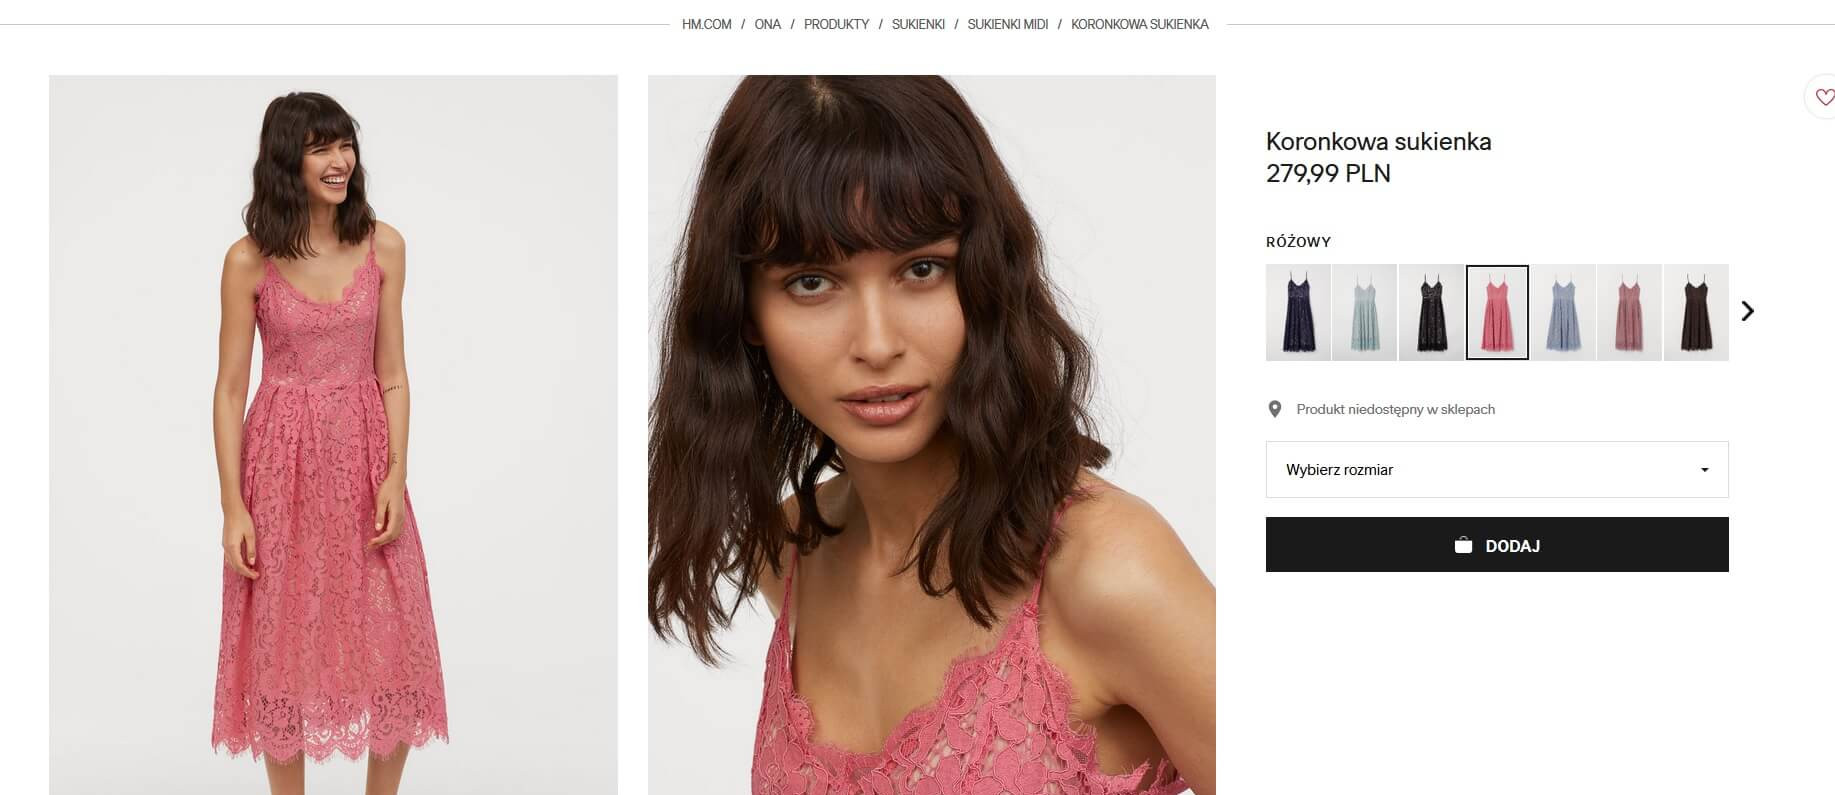 HM.COM / ONA / PRODUKTY / SUKIENKI / SUKIENKI MIDI / KORONKOWA SUKIENKA
Koronkowa sukienka
279,99 PLN
RÓŻOWY
Produkt niedostępny w sklepach
Wybierz rozmiar
DODAJ